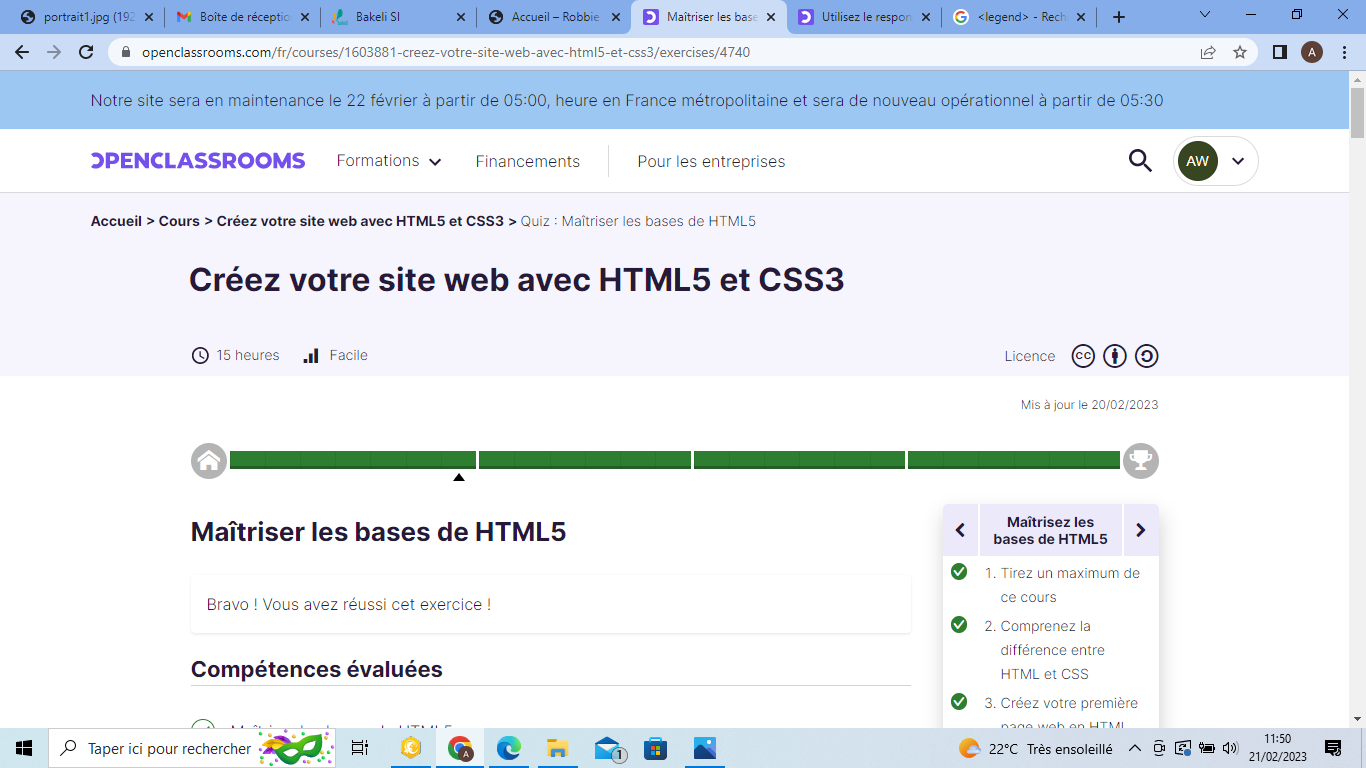 portrait1.jpg (192
Boîte de réceptio
Bakeli SI
Accueil – Robbie
Maîtriser les base
Utilisez le respon
<legend> - Rech
openclassrooms.com/fr/courses/1603881-creez-votre-site-web-avec-html5-et-css3/exercises/4740
A
Notre site sera en maintenance le 22 février à partir de 05:00, heure en France métropolitaine et sera de nouveau opérationnel à partir de 05:30
OPENCLASSROOMS
Formations
Financements
Pour les entreprises
AW
Accueil > Cours > Créez votre site web avec HTML5 et CSS3 > Quiz : Maîtriser les bases de HTML5
Créez votre site web avec HTML5 et CSS3
15 heures
Facile
Licence
cc
Mis à jour le 20/02/2023
Maîtriser les bases de HTML5
Bravo ! Vous avez réussi cet exercice !
Compétences évaluées
Maîtrisez les
bases de HTML5
1. Tirez un maximum de
ce cours
2. Comprenez la
différence entre
HTML et CSS
3. Créez votre première
page web en HTML
Taper ici pour rechercher
A
1
22°C Très ensoleillé
11:50
21/02/2023